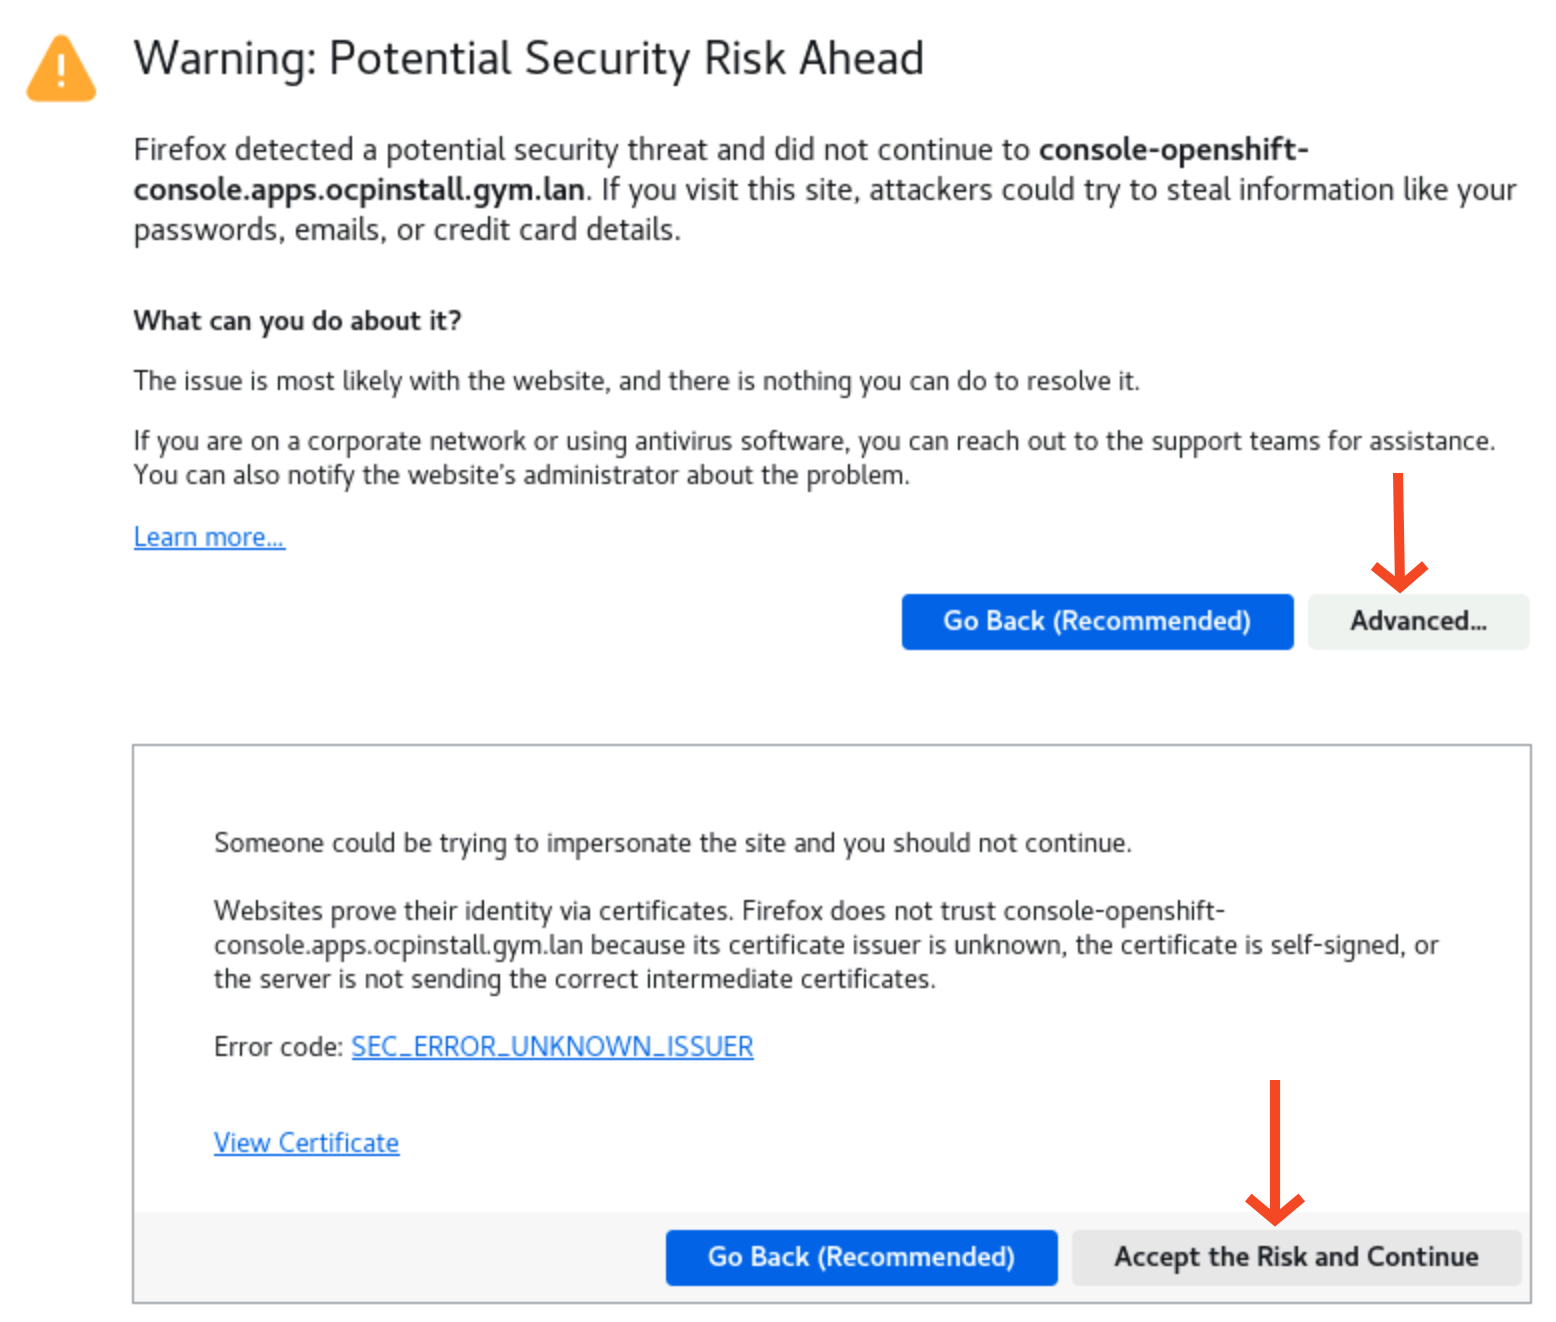 Warning: Potential Security Risk Ahead
Firefox detected a potential security threat and did not continue to console-openshift-
console.apps.ocpinstall.gym.lan. If you visit this site, attackers could try to steal information like your
passwords, emails, or credit card details.
What can you do about it?
The issue is most likely with the website, and there is nothing you can do to resolve it.
If you are on a corporate network or using antivirus software, you can reach out to the support teams for assistance.
You can also notify the website's administrator about the problem.
Learn more...
Go Back (Recommended)
Advanced...
Someone could be trying to impersonate the site and you should not continue.
Websites prove their identity via certificates. Firefox does not trust console-openshift-
console.apps.ocpinstall.gym.lan because its certificate issuer is unknown, the certificate is self-signed, or
the server is not sending the correct intermediate certificates.
Error code: SEC_ERROR_UNKNOWN_ISSUER
View Certificate
Go Back (Recommended)
Accept the Risk and Continue